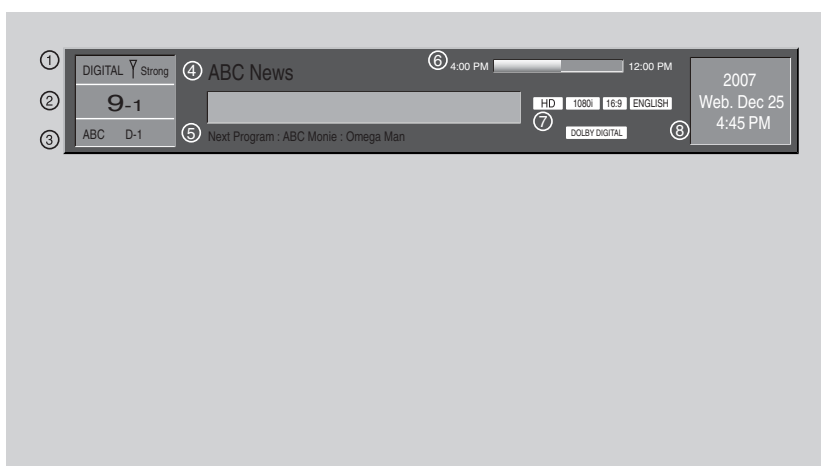 ① DIGITAL Strong
② 9-1
③ ABC D-1
④ ABC News
⑤ Next Program : ABC Monie : Omega Man
⑥ 4:00 PM 12:00 PM
⑦ HD 1080i 16:9 ENGLISH
DOLBY DIGITAL
⑧ 2007
Web. Dec 25
4:45 PM